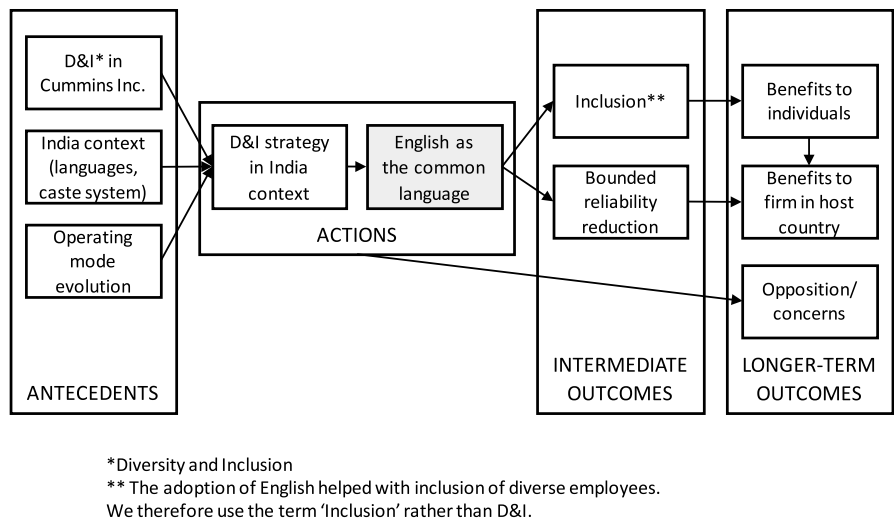 D&I* in
Cummins Inc.
India context
(languages,
caste system)
Operating
mode
evolution
ANTECEDENTS
D&I strategy
in India
context
English as
the common
language
ACTIONS
Inclusion**
Bounded
reliability
reduction
INTERMEDIATE
OUTCOMES
Benefits to
individuals
Benefits to
firm in host
country
Opposition/
concerns
LONGER-TERM
OUTCOMES
*Diversity and Inclusion
** The adoption of English helped with inclusion of diverse employees.
We therefore use the term ‘Inclusion’ rather than D&I.